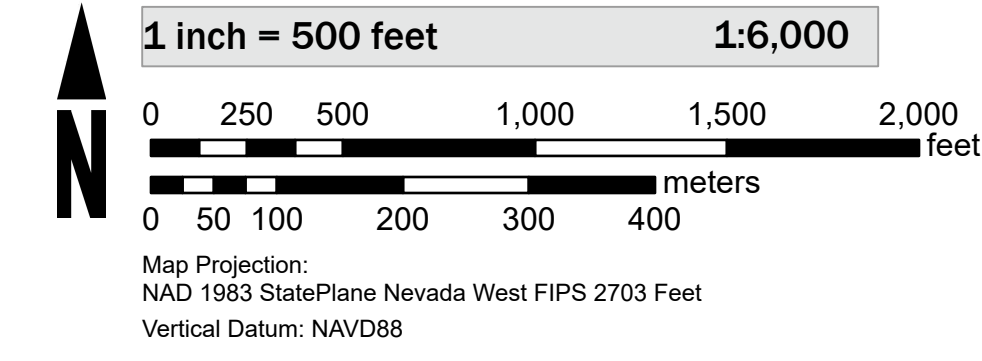 1 inch = 500 feet 1:6,000
0 250 500 1,000 1,500 2,000
feet
meters
0 50 100 200 300 400
N
Map Projection:
NAD 1983 StatePlane Nevada West FIPS 2703 Feet
Vertical Datum: NAVD88